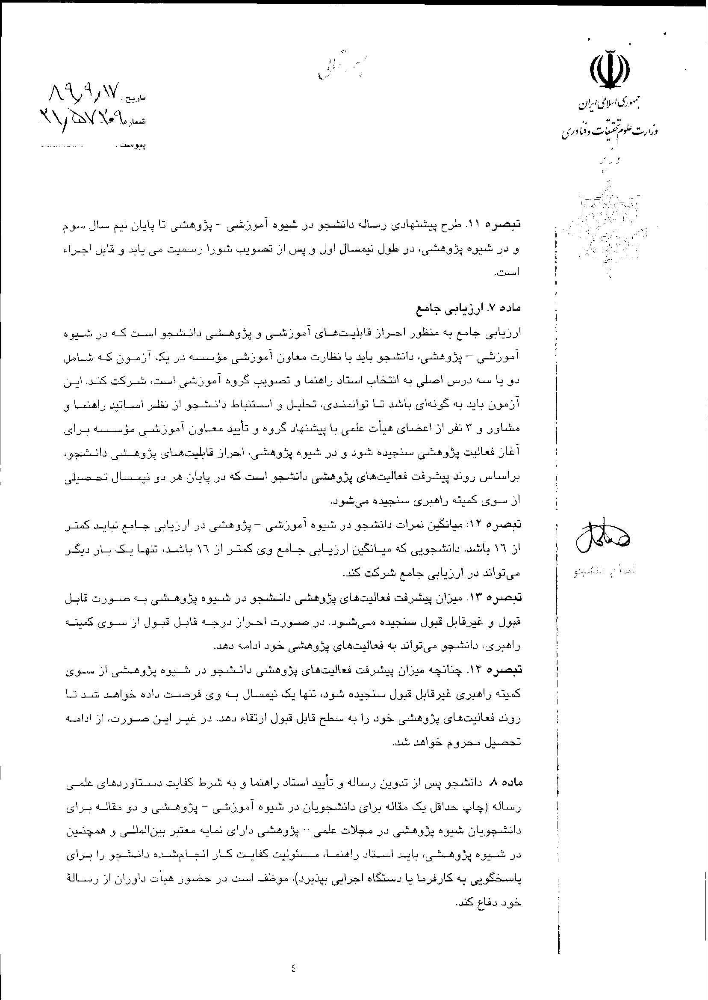 جمهوری اسلامی ایران
وزارت علوم تحقیقات و فناوری
تاریخ: ۸۹٫۹٫۱۷
شماره ۲۱٫۵۷۲۰۹
پیوست:
تبصره ۱۱. طرح پیشنهادی رساله دانشجو در شیوه آموزشی - پژوهشی تا پایان نیم سال سوم
و در شیوه پژوهشی، در طول نیمسال اول و پس از تصویب شورا رسمیت می یابد و قابل اجراء
است.
ماده ۷. ارزیابی جامع
ارزیابی جامع به منظور احراز قابلیت‌های آموزشی و پژوهشی دانشجو است که در شیوه
آموزشی - پژوهشی، دانشجو باید با نظارت معاون آموزشی مؤسسه در یک آزمون که شامل
دو یا سه درس اصلی به انتخاب استاد راهنما و تصویب گروه آموزشی است، شرکت کند. این
آزمون باید به گونه‌ای باشد تا توانمندی، تحلیل و استنباط دانشجو از نظر اساتید راهنما و
مشاور و ۳ نفر از اعضای هیأت علمی با پیشنهاد گروه و تأیید معاون آموزشی مؤسسه برای
آغاز فعالیت پژوهشی سنجیده شود و در شیوه پژوهشی، احراز قابلیت‌های پژوهشی دانشجو،
براساس روند پیشرفت فعالیت‌های پژوهشی دانشجو است که در پایان هر دو نیمسال تحصیلی
از سوی کمیته راهبری سنجیده می‌شود.
تبصره ۱۲: میانگین نمرات دانشجو در شیوه آموزشی - پژوهشی در ارزیابی جامع نباید کمتر
از ۱۶ باشد. دانشجویی که میانگین ارزیابی جامع وی کمتر از ۱۶ باشد، تنها یک بار دیگر
می‌تواند در ارزیابی جامع شرکت کند.
تبصره ۱۳. میزان پیشرفت فعالیت‌های پژوهشی دانشجو در شیوه پژوهشی به صورت قابل
قبول و غیرقابل قبول سنجیده می‌شود. در صورت احراز درجه قابل قبول از سوی کمیته
راهبری، دانشجو می‌تواند به فعالیت‌های پژوهشی خود ادامه دهد.
تبصره ۱۴. چنانچه میزان پیشرفت فعالیت‌های پژوهشی دانشجو در شیوه پژوهشی از سوی
کمیته راهبری غیرقابل قبول سنجیده شود، تنها یک نیمسال به وی فرصت داده خواهد شد تا
روند فعالیت‌های پژوهشی خود را به سطح قابل قبول ارتقاء دهد. در غیر این صورت، از ادامه
تحصیل محروم خواهد شد.
ماده ۸. دانشجو پس از تدوین رساله و تأیید استاد راهنما و به شرط کفایت دستاوردهای علمی
رساله (چاپ حداقل یک مقاله برای دانشجویان در شیوه آموزشی - پژوهشی و دو مقاله برای
دانشجویان شیوه پژوهشی در مجلات علمی -پژوهشی دارای نمایه معتبر بین‌المللی و همچنین
در شیوه پژوهشی، باید استاد راهنما، مسئولیت کفایت کار انجام‌شده دانشجو را برای
پاسخگویی به کارفرما یا دستگاه اجرایی بپذیرد)، موظف است در حضور هیأت داوران از رسالهٔ
خود دفاع کند.
٤